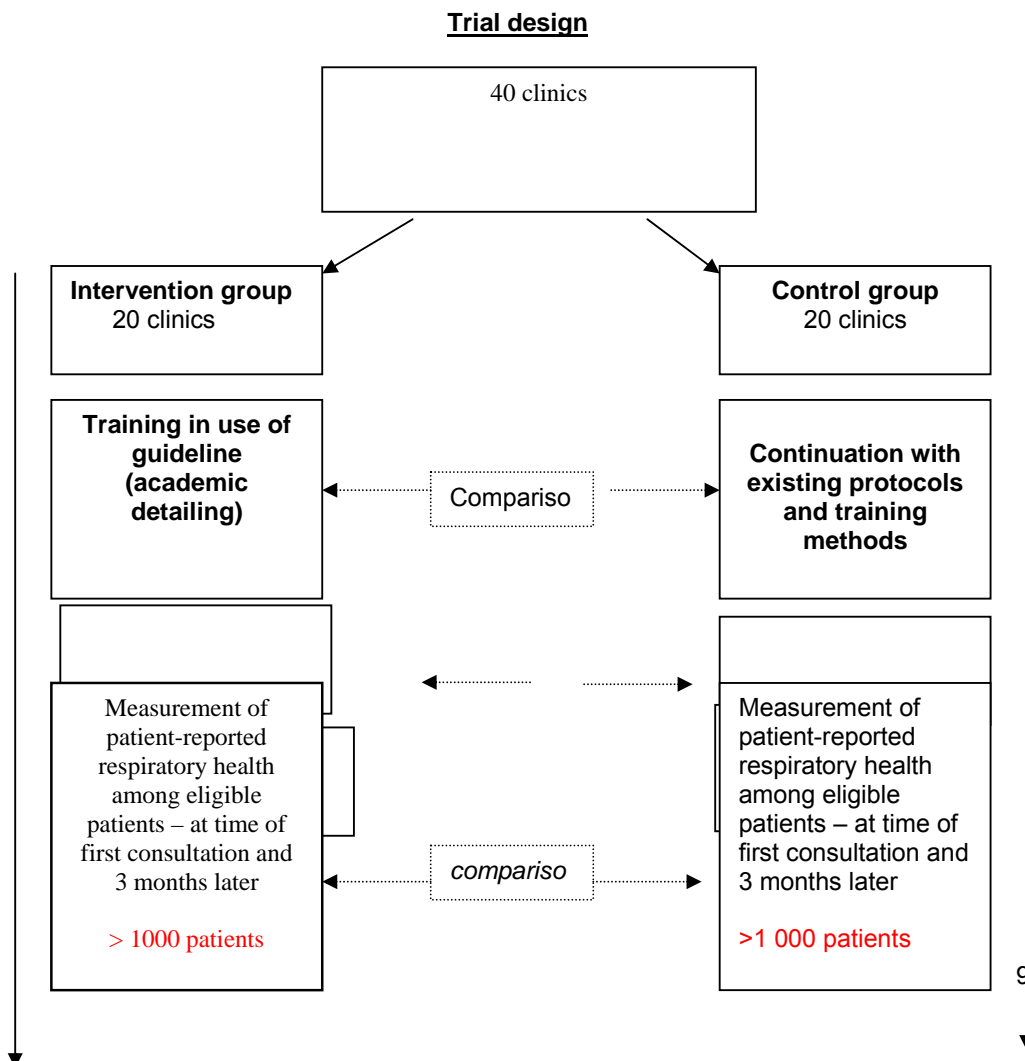 Trial design
40 clinics
Intervention group
20 clinics
Control group
20 clinics
Training in use of
guideline
(academic
detailing)
Compariso
Continuation with
existing protocols
and training
methods
Measurement of
patient-reported
respiratory health
among eligible
patients – at time of
first consultation and
3 months later
> 1000 patients
compariso
Measurement of
patient-reported
respiratory health
among eligible
patients – at time of
first consultation and
3 months later
>1 000 patients
9